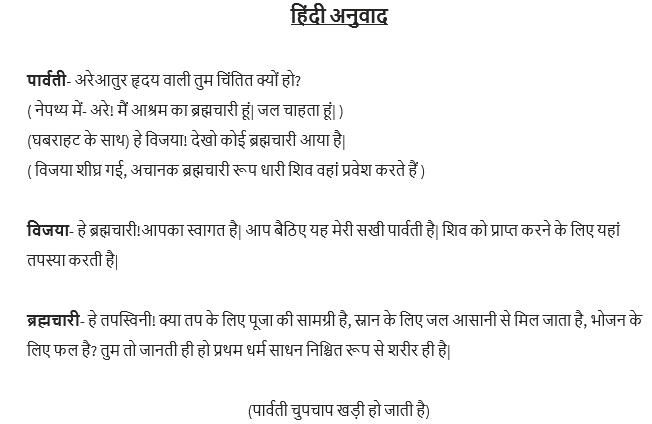 हिंदी अनुवाद
पार्वती- अरेआतुर हृदय वाली तुम चिंतित क्यों हो?
( नेपथ्य में- अरे! मैं आश्रम का ब्रह्मचारी हूं| जल चाहता हूं| )
(घबराहट के साथ) हे विजया! देखो कोई ब्रह्मचारी आया है|
( विजया शीघ्र गई, अचानक ब्रह्मचारी रूप धारी शिव वहां प्रवेश करते हैं )
विजया- हे ब्रह्मचारी!आपका स्वागत है| आप बैठिए यह मेरी सखी पार्वती है| शिव को प्राप्त करने के लिए यहां
तपस्या करती है|
ब्रह्मचारी- हे तपस्विनी! क्या तप के लिए पूजा की सामग्री है, स्नान के लिए जल आसानी से मिल जाता है, भोजन के
लिए फल है? तुम तो जानती ही हो प्रथम धर्म साधन निश्चित रूप से शरीर ही है|
(पार्वती चुपचाप खड़ी हो जाती है)